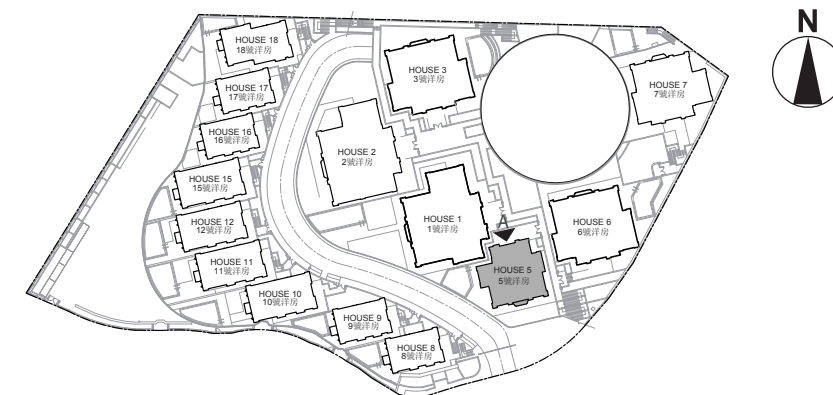 N
HOUSE 18
18號洋房
HOUSE 3
3號洋房
HOUSE 17
17號洋房
HOUSE 7
7號洋房
HOUSE 16
16號洋房
HOUSE 2
2號洋房
HOUSE 15
15號洋房
HOUSE 12
12號洋房
HOUSE 1
1號洋房
A
HOUSE 6
6號洋房
HOUSE 11
11號洋房
HOUSE 5
5號洋房
HOUSE 10
10號洋房
HOUSE 9
9號洋房
HOUSE 8
8號洋房